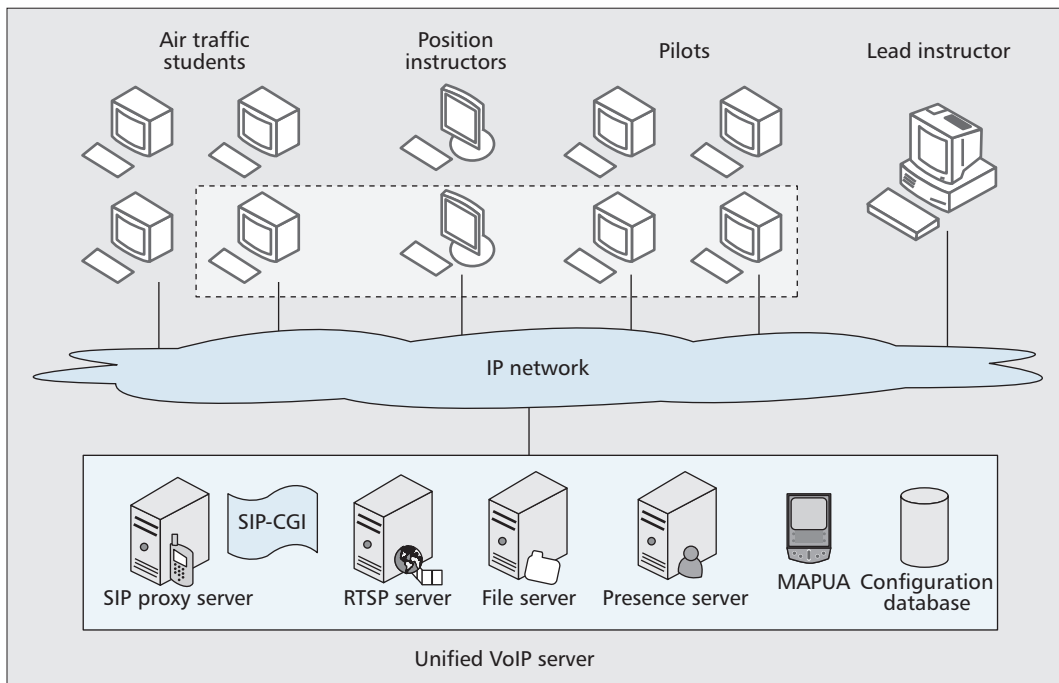 Air traffic
students
Position
instructors
Pilots
Lead instructor
IP network
SIP-CGI
SIP proxy server
RTSP server
File server
Presence server
MAPUA
Configuration
database
Unified VoIP server